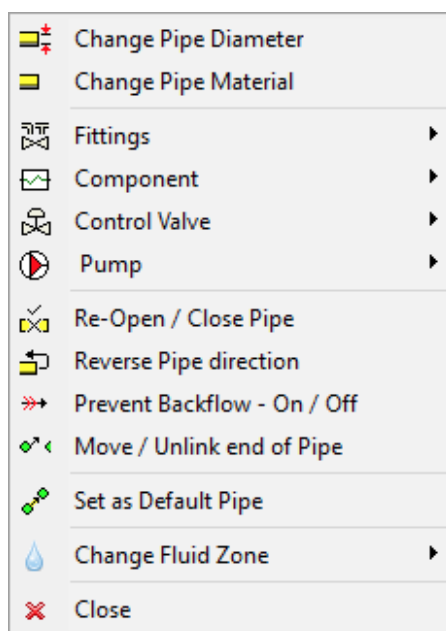 Change Pipe Diameter
Change Pipe Material
Fittings
Component
Control Valve
Pump
Re-Open / Close Pipe
Reverse Pipe direction
Prevent Backflow - On / Off
Move / Unlink end of Pipe
Set as Default Pipe
Change Fluid Zone
Close